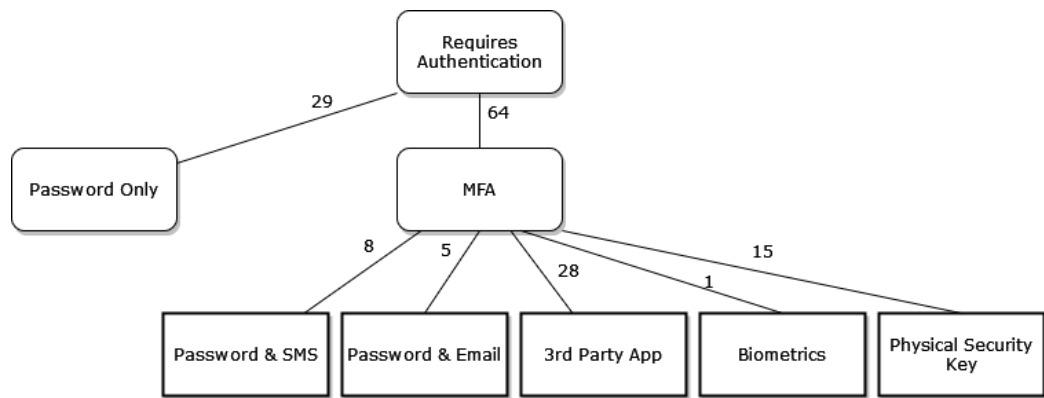 Requires
Authentication
29
64
Password Only
MFA
8
5
28
1
15
Password & SMS
Password & Email
3rd Party App
Biometrics
Physical Security
Key